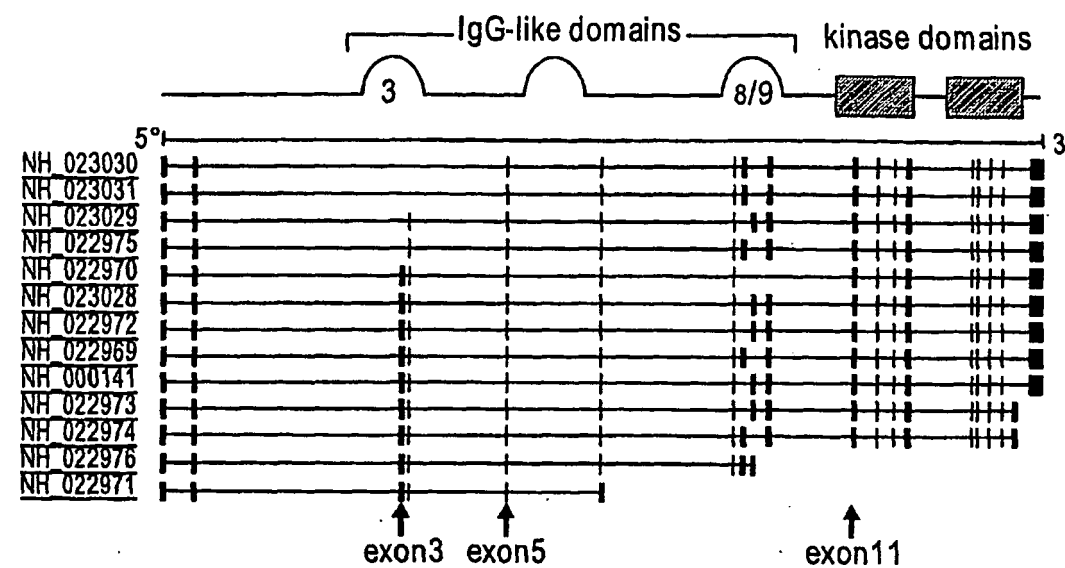 IgG-like domains
kinase domains
3
8/9
5°
3
NH_023030
NH_023031
NH_023029
NH_022975
NH_022970
NH_023028
NH_022972
NH_022969
NH_000141
NH_022973
NH_022974
NH_022976
NH_022971
exon3
exon5
exon11